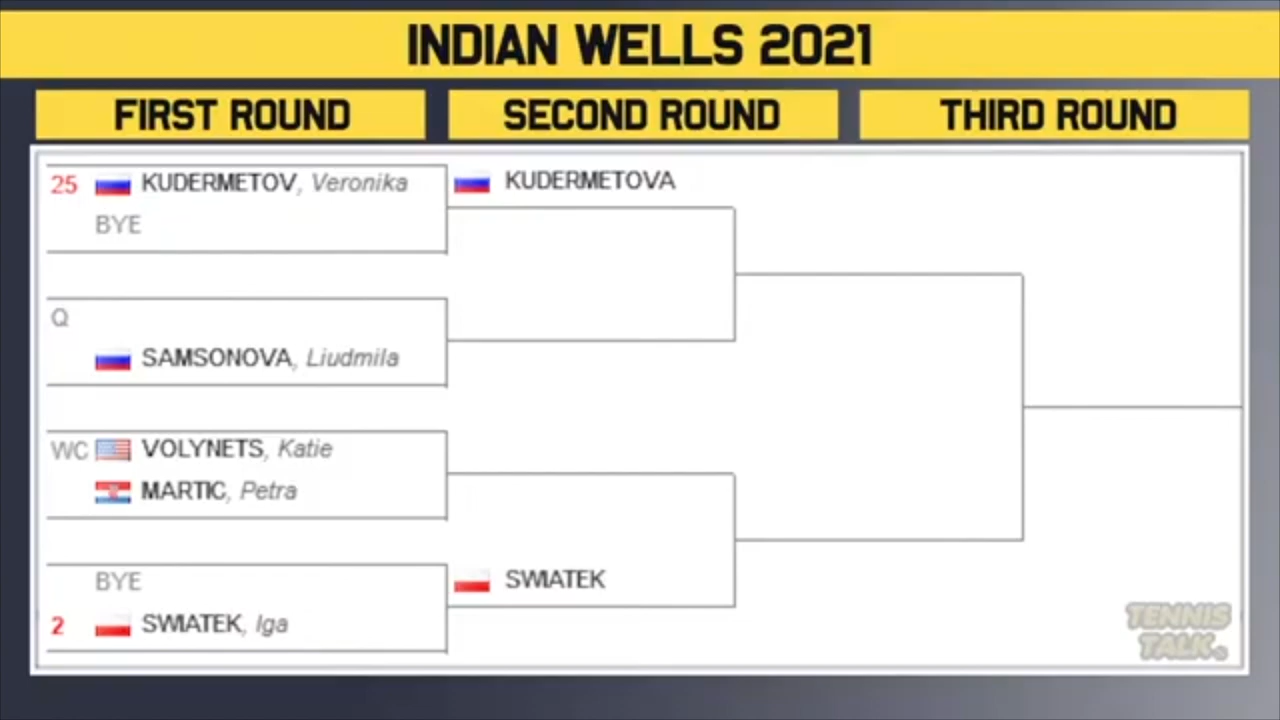 INDIAN WELLS 2021
FIRST ROUND
SECOND ROUND
THIRD ROUND
25 KUDERMETOV, Veronika
BYE
KUDERMETOVA
Q
SAMSONOVA, Liudmila
WC VOLYNETS, Katie
MARTIC, Petra
BYE
2 SWIATEK, Iga
SWIATEK
TENNIS
TALK